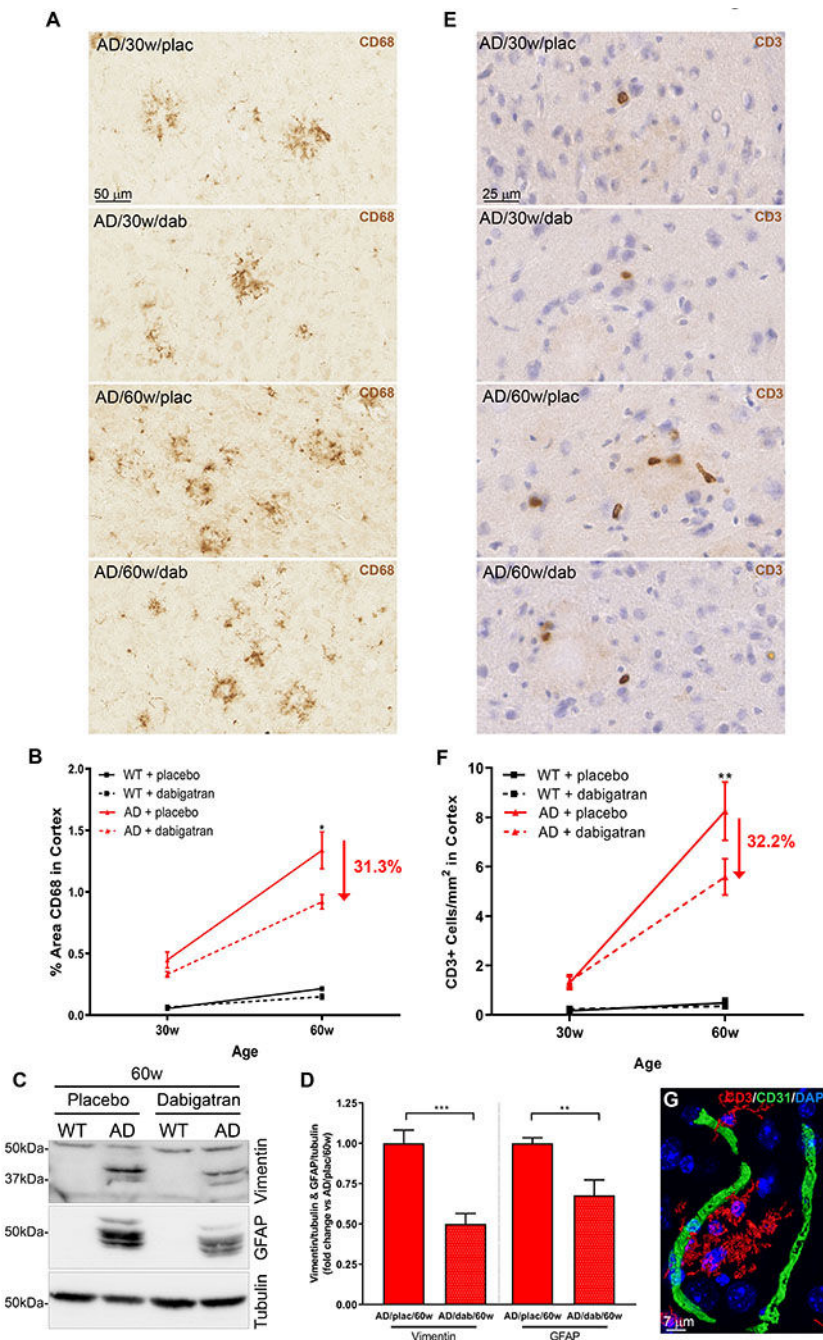 A
AD/30w/plac
CD68
50 μm
AD/30w/dab
CD68
AD/60w/plac
CD68
AD/60w/dab
CD68
E
AD/30w/plac
CD3
25 μm
AD/30w/dab
CD3
AD/60w/plac
CD3
AD/60w/dab
CD3
B
% Area CD68 in Cortex
2.0
1.5
1.0
0.5
0.0
WT + placebo
WT + dabigatran
AD + placebo
AD + dabigatran
*
31.3%
30w
60w
Age
F
CD3+ Cells/mm² in Cortex
10
8
6
4
2
0
WT + placebo
WT + dabigatran
AD + placebo
AD + dabigatran
**
32.2%
30w
60w
Age
C
60w
Placebo
Dabigatran
WT
AD
WT
AD
50kDa
37kDa
Vimentin
50kDa
GFAP
50kDa
Tubulin
D
Vimentin/tubulin & GFAP/tubulin
(fold change vs AD/plac/60w)
1.25
1.00
0.75
0.50
0.25
0.00
***
**
AD/plac/60w
AD/dab/60w
AD/plac/60w
AD/dab/60w
Vimentin
GFAP
G
CD3/CD31/DAP
7 μm